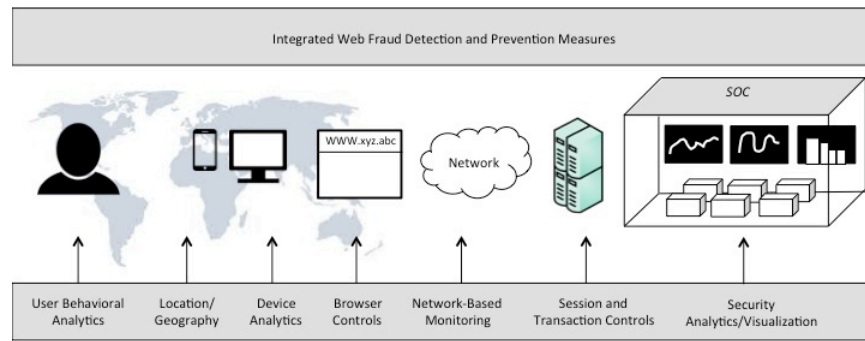 Integrated Web Fraud Detection and Prevention Measures
SOC
WWW.xyz.abc
Network
User Behavioral
Analytics
Location/
Geography
Device
Analytics
Browser
Controls
Network-Based
Monitoring
Session and
Transaction Controls
Security
Analytics/Visualization